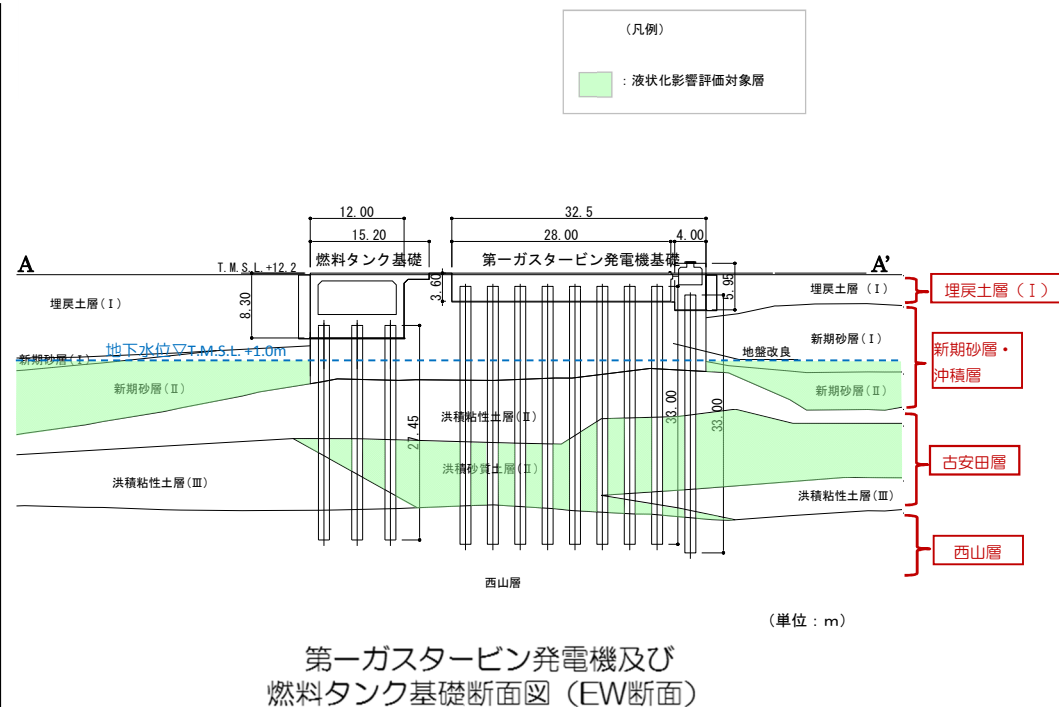 (凡例)
：液状化影響評価対象層
12.00
32.5
15.20
28.00
4.00
A
T.M.S.L.+12.2
燃料タンク基礎
第一ガスタービン発電機基礎
A'
8.30
3.60
5.95
埋戻土層(Ⅰ)
埋戻土層 (Ⅰ)
埋戻土層（Ⅰ）
新期砂層(Ⅰ)
地下水位▽T.M.S.L.+1.0m
地盤改良
新期砂層(Ⅰ)
新期砂層・
沖積層
新期砂層(Ⅱ)
新期砂層(Ⅱ)
洪積粘性土層(Ⅱ)
27.45
33.00
33.00
洪積砂質土層(Ⅱ)
古安田層
洪積粘性土層(Ⅲ)
洪積粘性土層(Ⅲ)
西山層
西山層
(単位：m)
第一ガスタービン発電機及び
燃料タンク基礎断面図（EW断面）